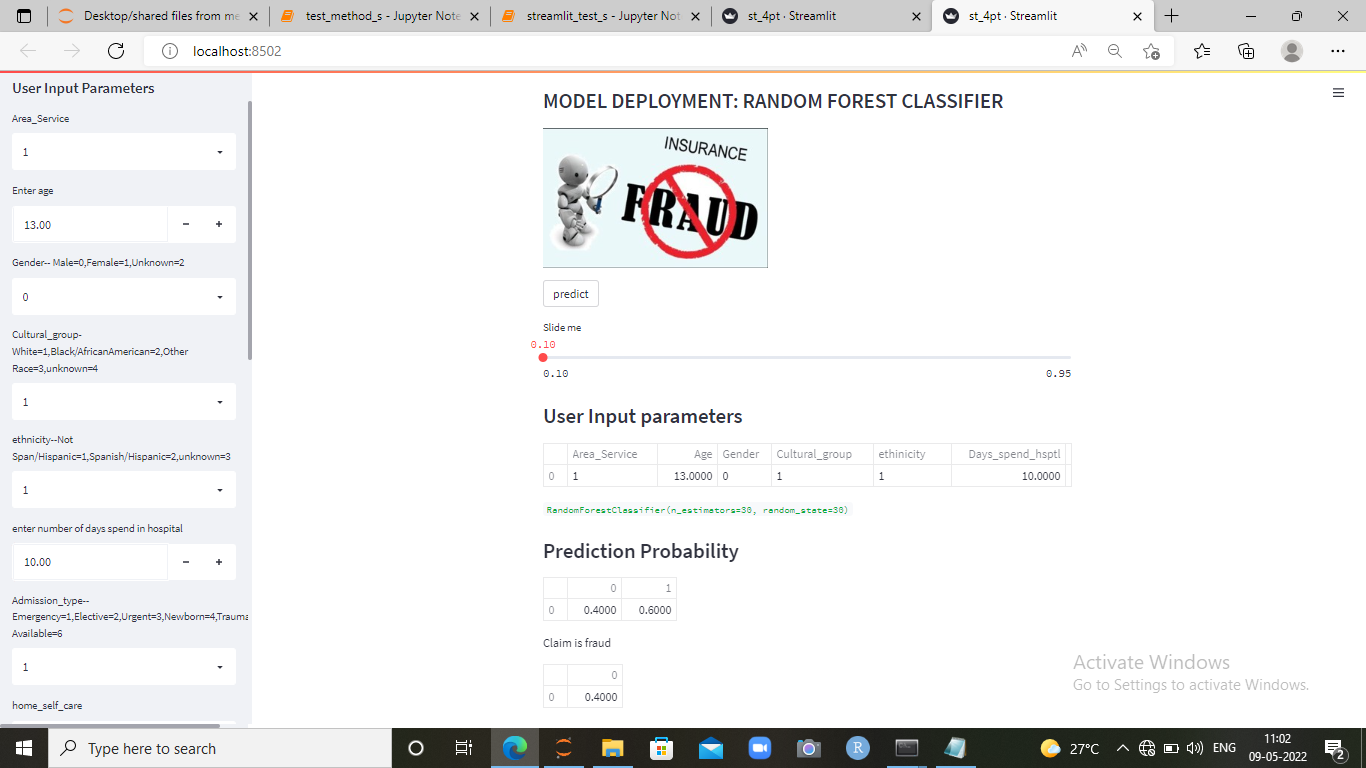 Desktop/shared files from me
test_method_s - Jupyter Note
streamlit_test_s - Jupyter Not
st_4pt · Streamlit
st_4pt · Streamlit
localhost:8502
User Input Parameters
Area_Service
1
Enter age
13.00
Gender-- Male=0,Female=1,Unknown=2
0
Cultural_group-
White=1,Black/AfricanAmerican=2,Other
Race=3,unknown=4
1
ethnicity--Not
Span/Hispanic=1,Spanish/Hispanic=2,unknown=3
1
enter number of days spend in hospital
10.00
Admission_type--
Emergency=1,Elective=2,Urgent=3,Newborn=4,Trauma
Available=6
1
home_self_care
MODEL DEPLOYMENT: RANDOM FOREST CLASSIFIER
INSURANCE
FRAUD
predict
Slide me
0.10
0.10 0.95
User Input parameters
Area_Service Age Gender Cultural_group ethinicity Days_spend_hsptl
0 1 13.0000 0 1 1 10.0000
RandomForestClassifier(n_estimators=30, random_state=30)
Prediction Probability
0 1
0 0.4000 0.6000
Claim is fraud
0
0 0.4000
Activate Windows
Go to Settings to activate Windows.
Type here to search
R
27°C
ENG
11:02
09-05-2022
2